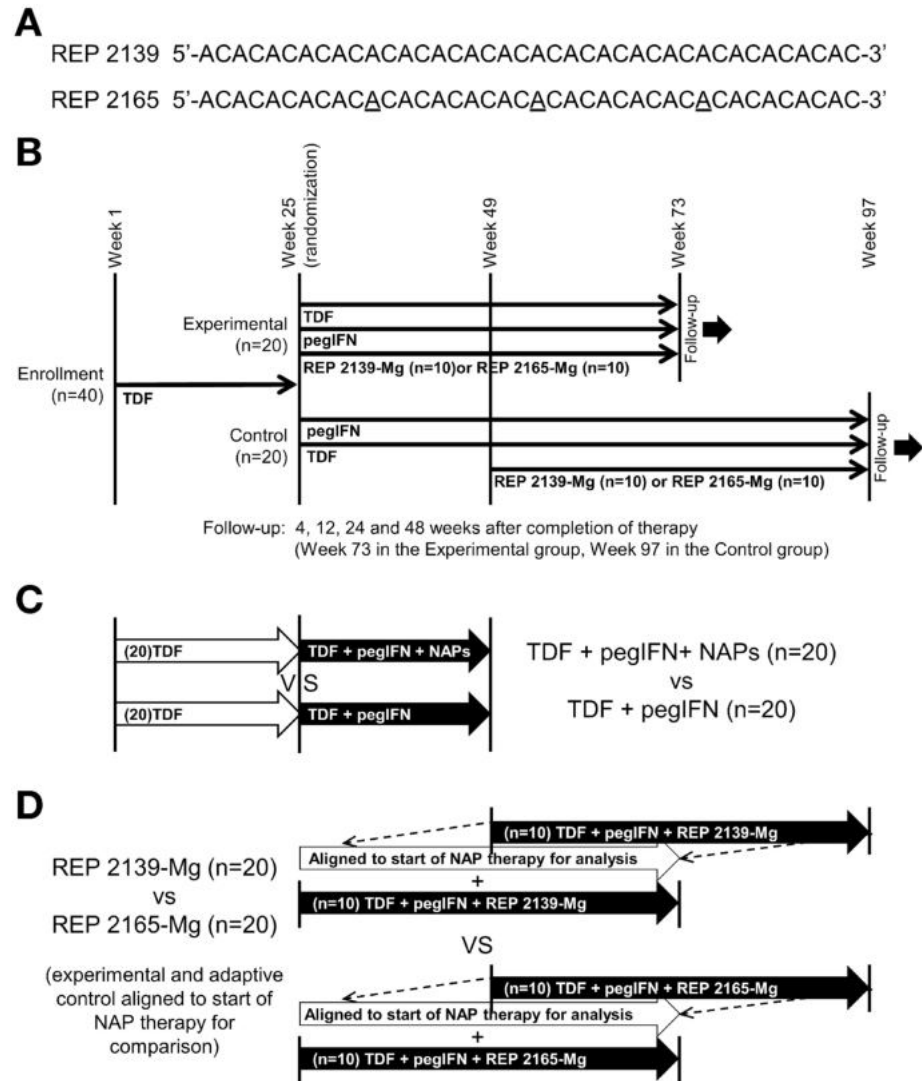 A
REP 2139 5’-ACACACACACACACACACACACACACACACACACACACAC-3’
REP 2165 5’-ACACACACACACACACACACACACACACACACACACACAC-3’
B
Week 1
Week 25
(randomization)
Week 49
Week 73
Week 97
Enrollment
(n=40)
TDF
Experimental
(n=20)
TDF
pegIFN
REP 2139-Mg (n=10)or REP 2165-Mg (n=10)
Follow-up
Control
(n=20)
pegIFN
TDF
REP 2139-Mg (n=10) or REP 2165-Mg (n=10)
Follow-up
Follow-up: 4, 12, 24 and 48 weeks after completion of therapy
(Week 73 in the Experimental group, Week 97 in the Control group)
C
(20)TDF
TDF + pegIFN + NAPs
V S
(20)TDF
TDF + pegIFN
TDF + pegIFN+ NAPs (n=20)
vs
TDF + pegIFN (n=20)
D
REP 2139-Mg (n=20)
vs
REP 2165-Mg (n=20)
(experimental and adaptive
control aligned to start of
NAP therapy for
comparison)
(n=10) TDF + pegIFN + REP 2139-Mg
Aligned to start of NAP therapy for analysis
+
(n=10) TDF + pegIFN + REP 2139-Mg
VS
(n=10) TDF + pegIFN + REP 2165-Mg
Aligned to start of NAP therapy for analysis
+
(n=10) TDF + pegIFN + REP 2165-Mg